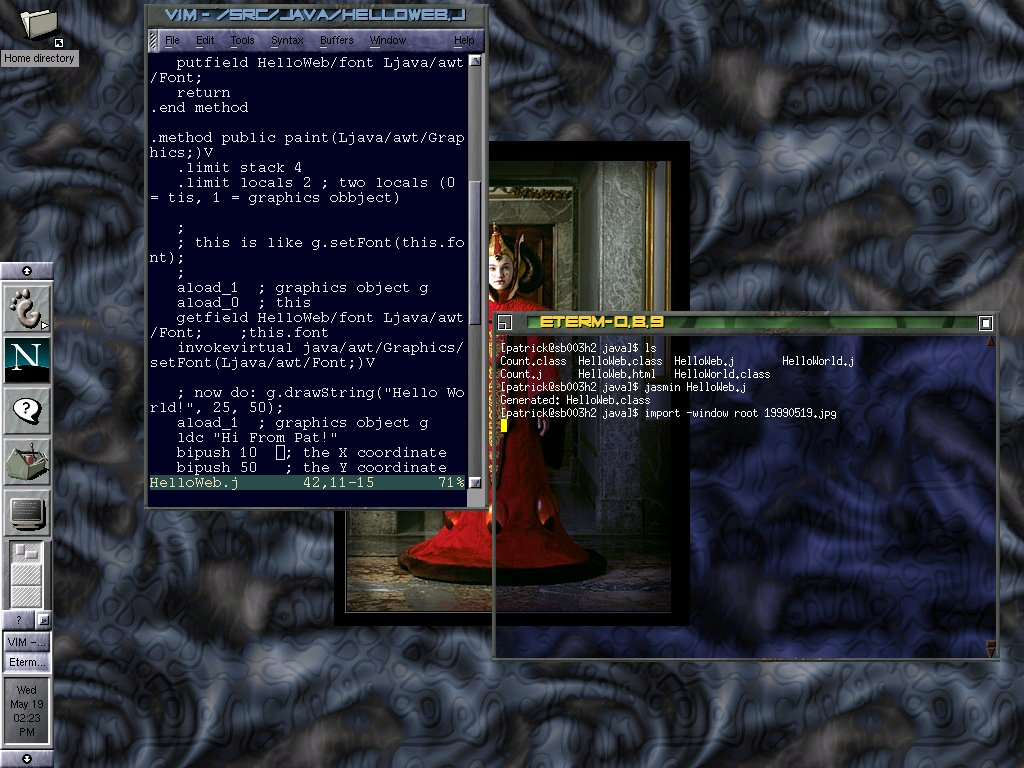 Home directory
VIM - ~/SRC/JAVA/HELLOWEB.J
File Edit Tools Syntax Buffers Window Help
putfield HelloWeb/font Ljava/awt
/Font;
return
.end method
.method public paint(Ljava/awt/Grap
hics;)V
.limit stack 4
.limit locals 2 ; two locals (0
= tis, 1 = graphics obbject)
;
; this is like g.setFont(this.fo
nt);
;
aload_1 ; graphics object g
aload_0 ; this
getfield HelloWeb/font Ljava/awt
/Font; ;this.font
invokevirtual java/awt/Graphics/
setFont(Ljava/awt/Font;)V
; now do: g.drawString("Hello Wo
rld!", 25, 50);
aload_1 ; graphics object g
ldc "Hi From Pat!"
bipush 10 ; the X coordinate
bipush 50 ; the Y coordinate
HelloWeb.j 42,11-15 71%
ETERM-0.8.9
[patrick@sb003h2 java]$ ls
Count.class HelloWeb.class HelloWeb.j HelloWorld.j
Count.j HelloWeb.html HelloWorld.class
[patrick@sb003h2 java]$ jasmin HelloWeb.j
Generated: HelloWeb.class
[patrick@sb003h2 java]$ import -window root 19990519.jpg
N
?
?
VIM -...
Eterm...
Wed
May 19
02:23
PM